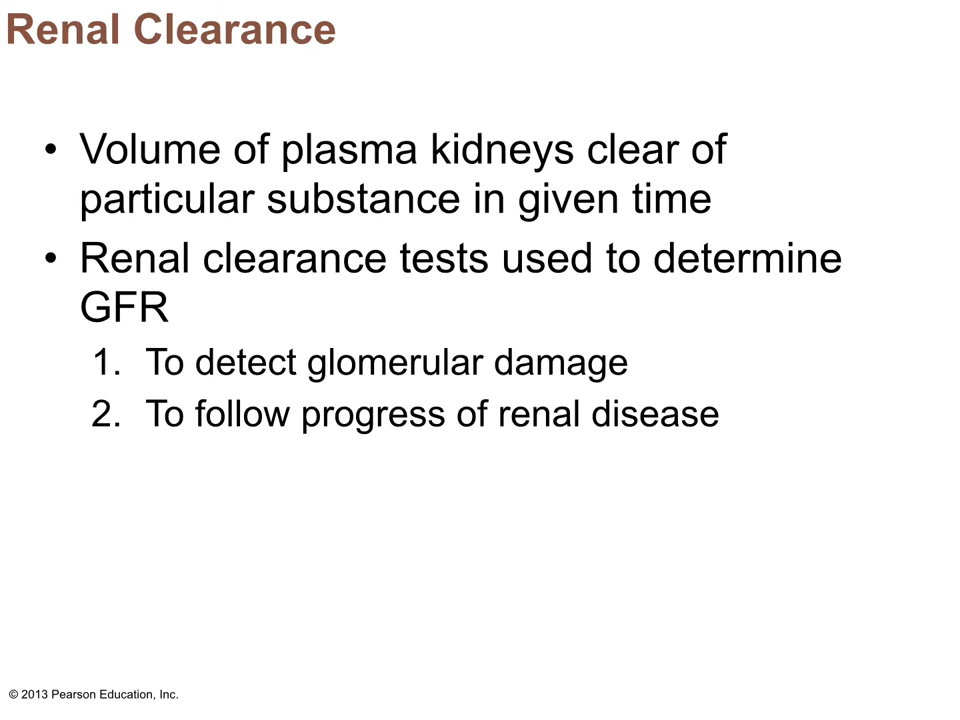 Renal Clearance
• Volume of plasma kidneys clear of
particular substance in given time
• Renal clearance tests used to determine
GFR
1. To detect glomerular damage
2. To follow progress of renal disease
© 2013 Pearson Education, Inc.